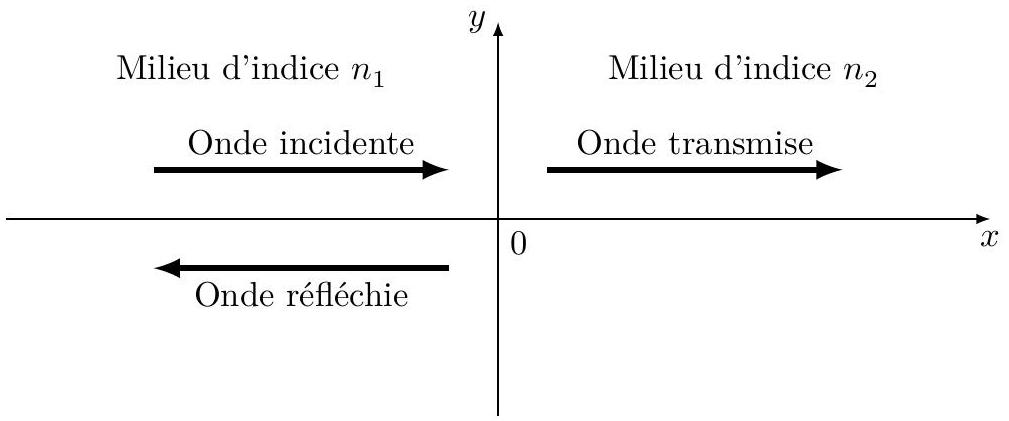 y
Milieu d'indice n₁
Milieu d'indice n₂
Onde incidente
Onde transmise
0
x
Onde réfléchie